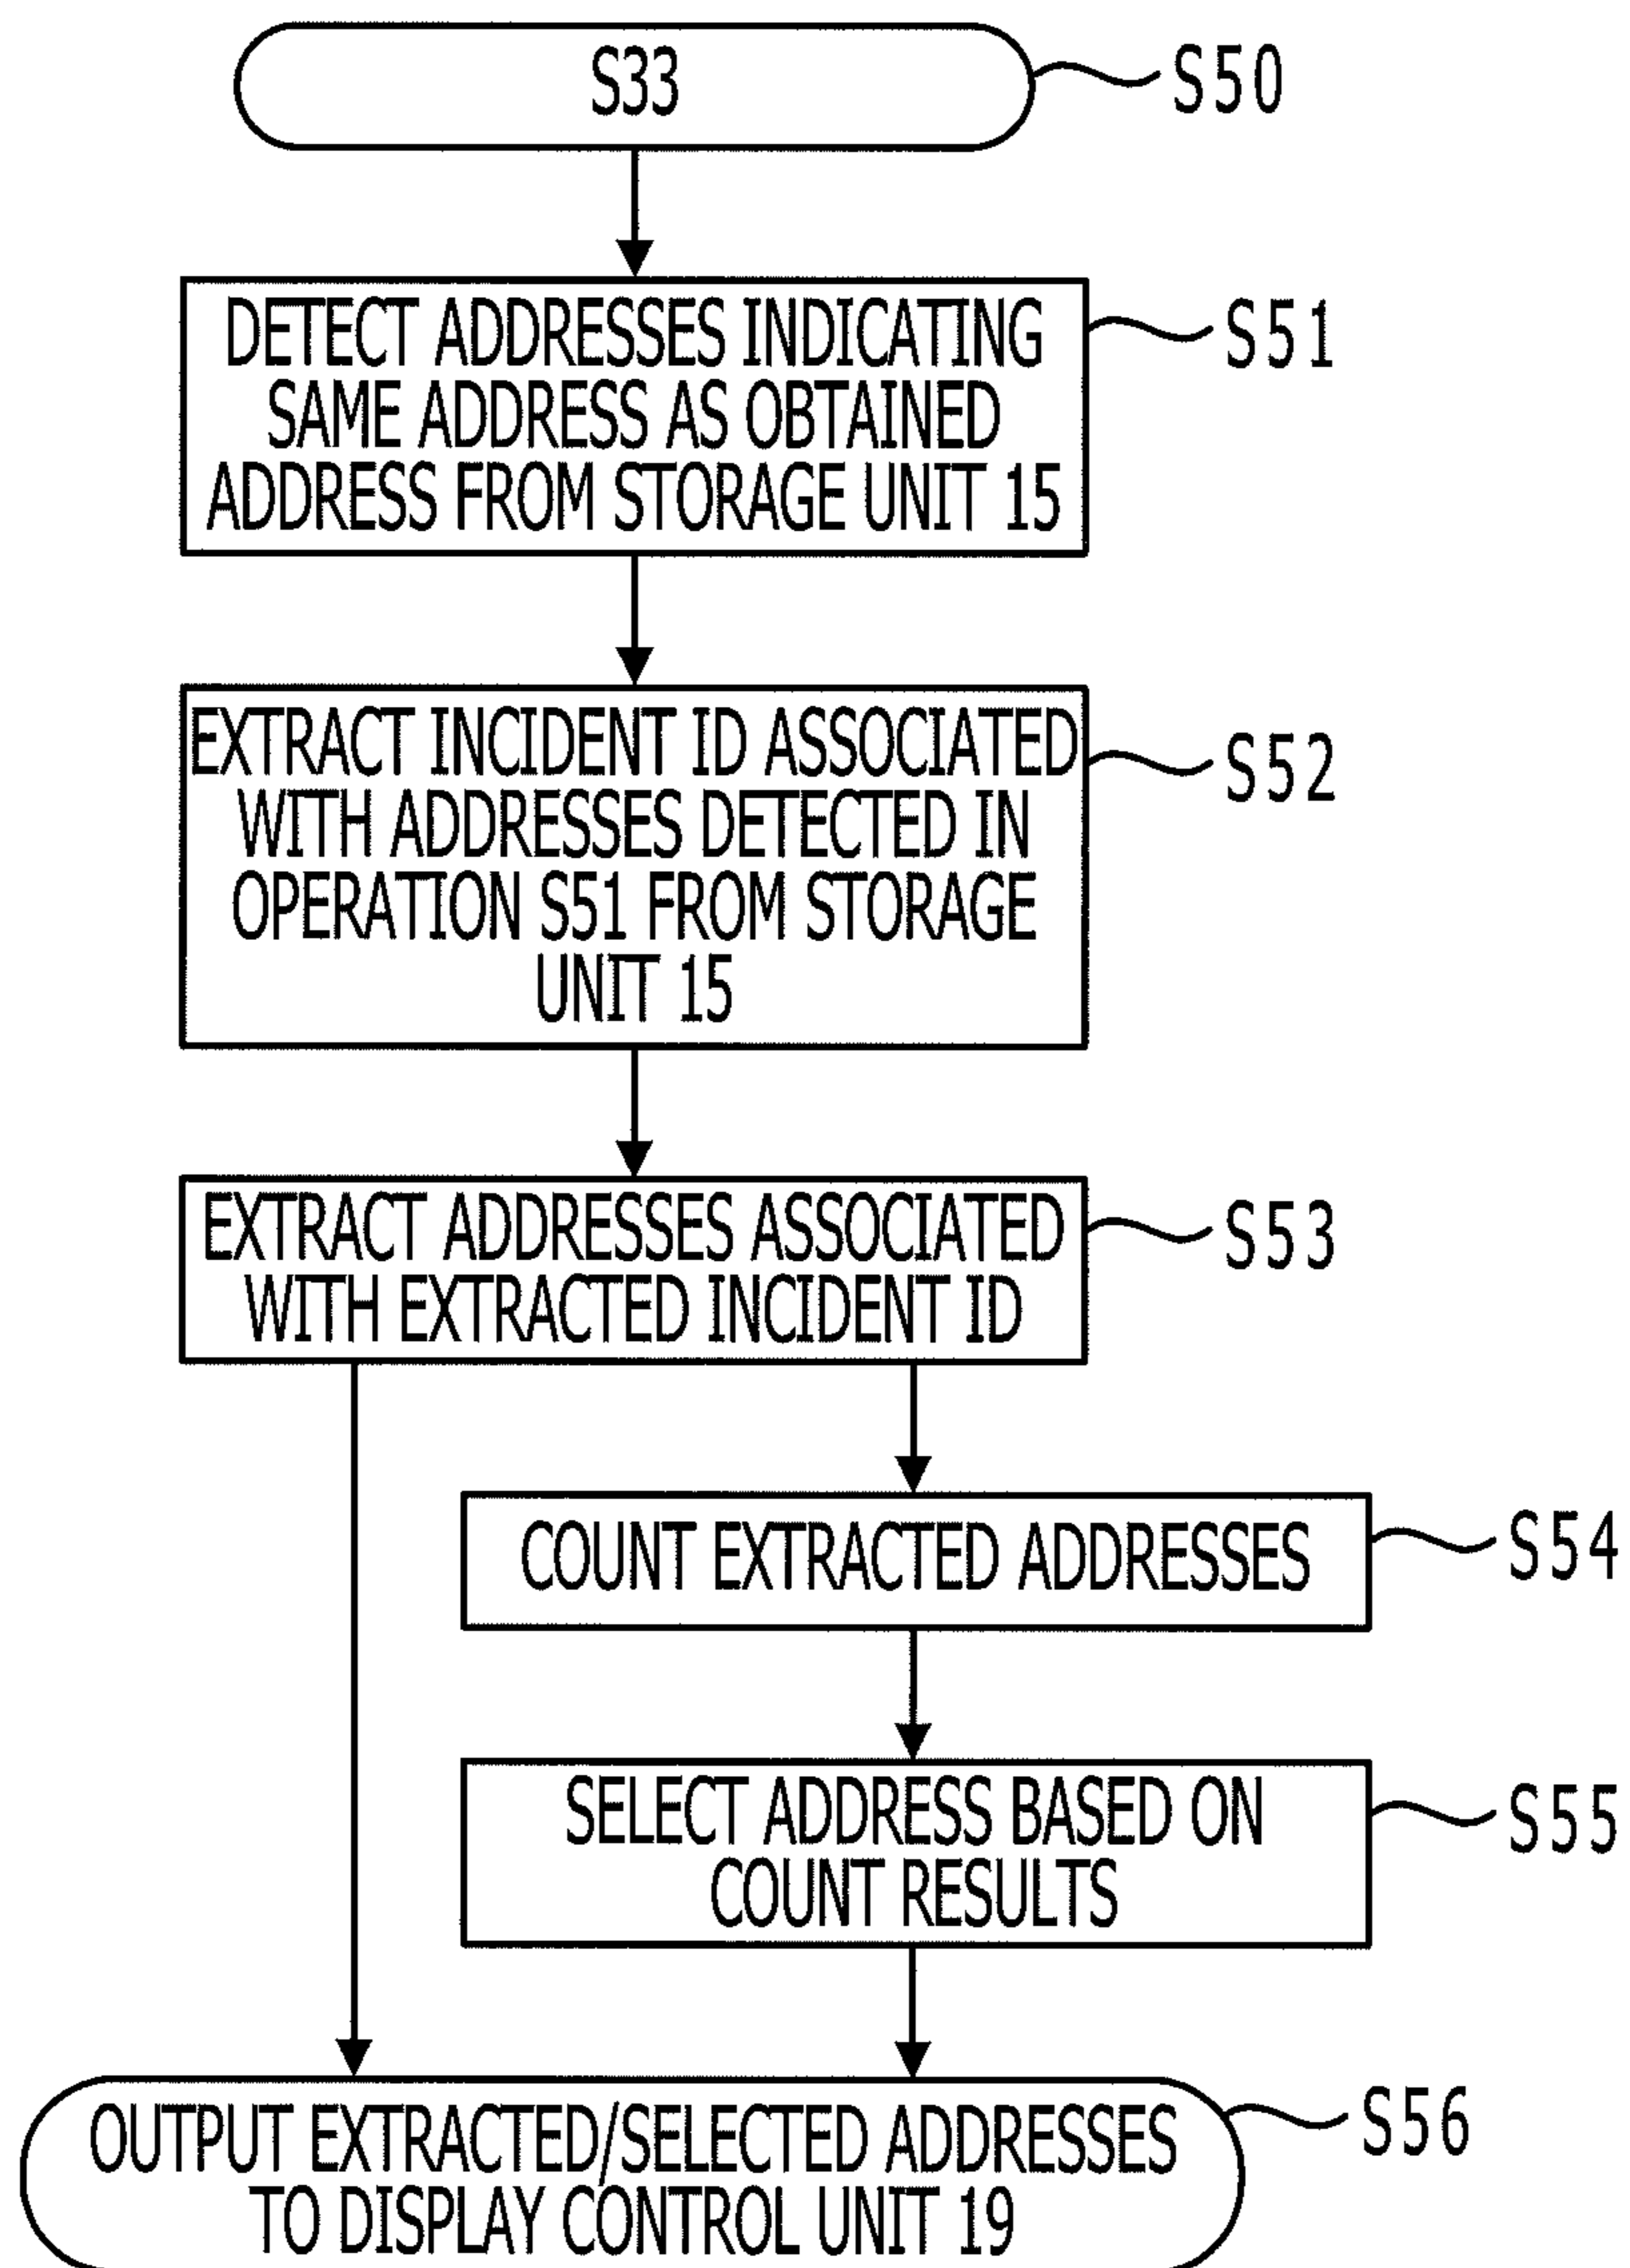 S33
S50
DETECT ADDRESSES INDICATING
SAME ADDRESS AS OBTAINED
ADDRESS FROM STORAGE UNIT 15
S51
EXTRACT INCIDENT ID ASSOCIATED
WITH ADDRESSES DETECTED IN
OPERATION S51 FROM STORAGE
UNIT 15
S52
EXTRACT ADDRESSES ASSOCIATED
WITH EXTRACTED INCIDENT ID
S53
COUNT EXTRACTED ADDRESSES
S54
SELECT ADDRESS BASED ON
COUNT RESULTS
S55
OUTPUT EXTRACTED/SELECTED ADDRESSES
TO DISPLAY CONTROL UNIT 19
S56